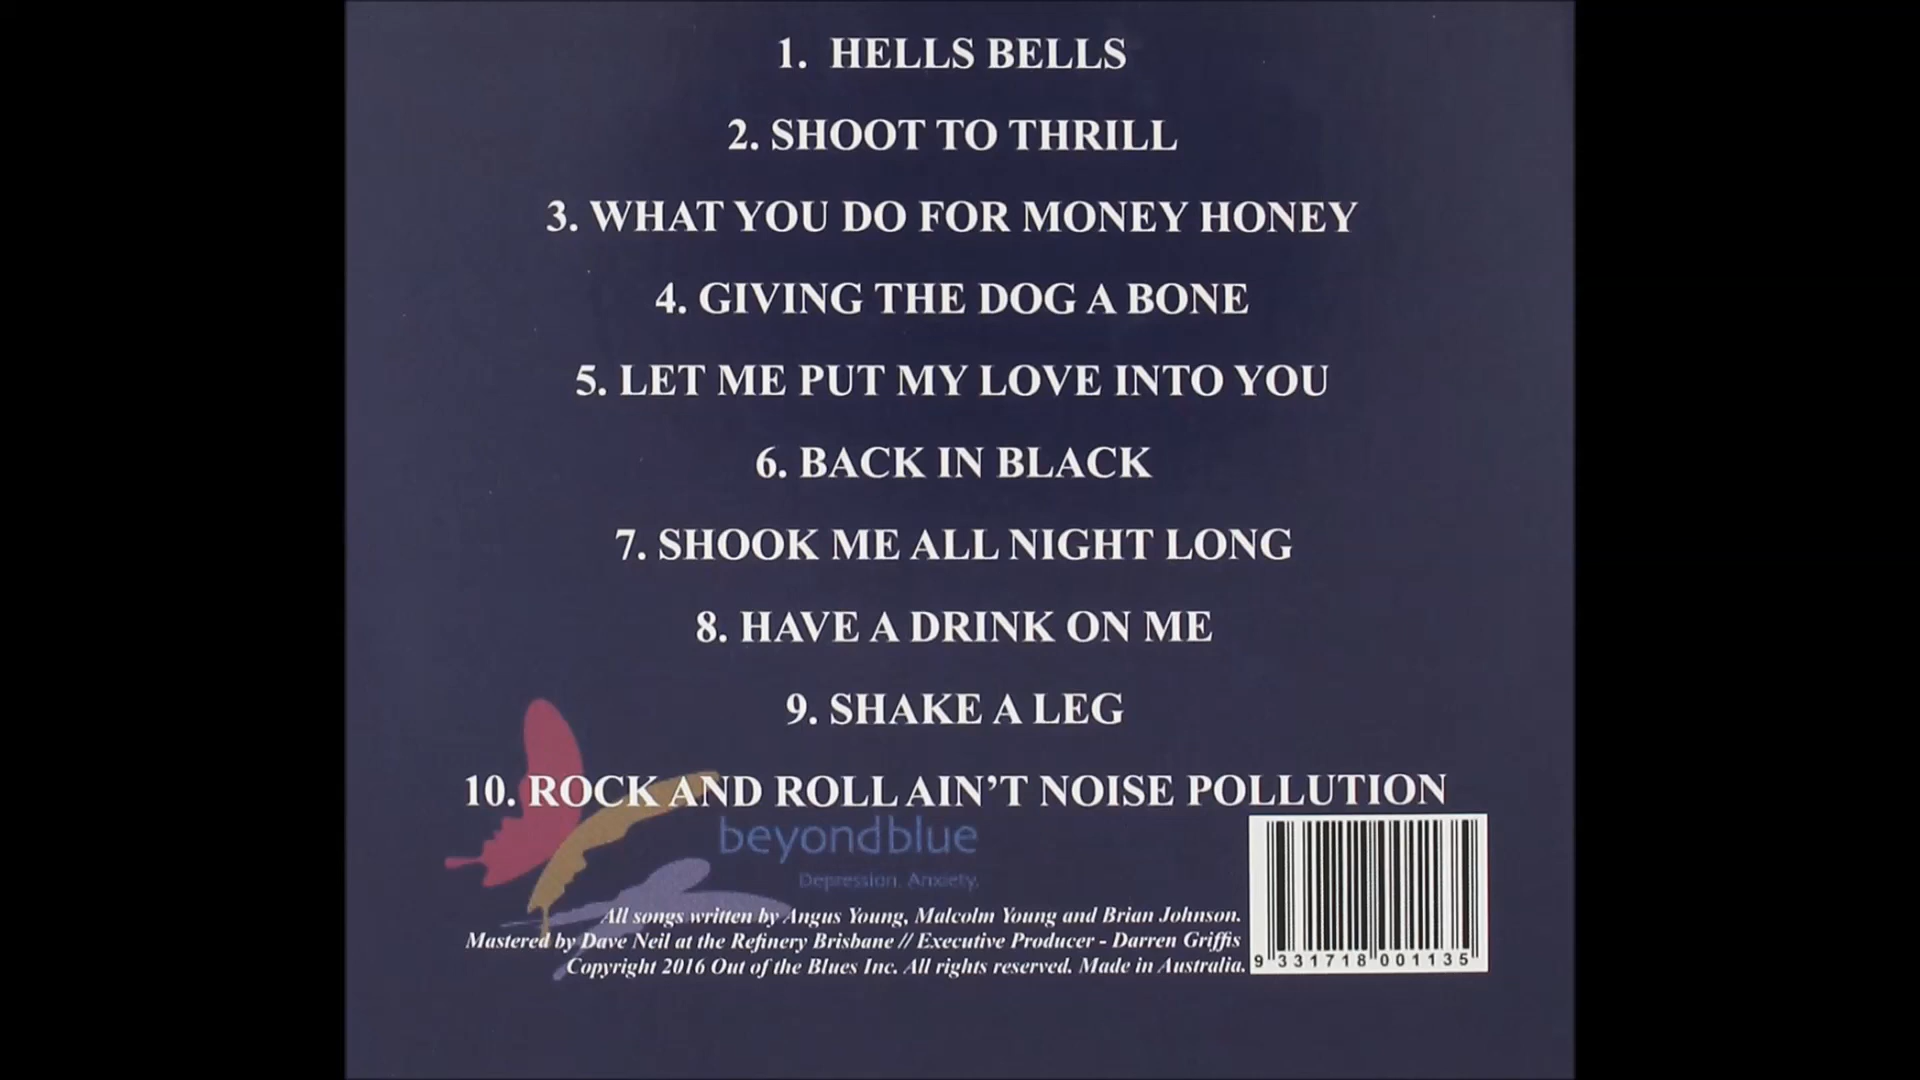 1. HELLS BELLS
2. SHOOT TO THRILL
3. WHAT YOU DO FOR MONEY HONEY
4. GIVING THE DOG A BONE
5. LET ME PUT MY LOVE INTO YOU
6. BACK IN BLACK
7. SHOOK ME ALL NIGHT LONG
8. HAVE A DRINK ON ME
9. SHAKE A LEG
10. ROCK AND ROLL AIN'T NOISE POLLUTION
beyondblue
Depression. Anxiety.
All songs written by Angus Young, Malcolm Young and Brian Johnson.
Mastered by Dave Neil at the Refinery Brisbane // Executive Producer - Darren Griffis
Copyright 2016 Out of the Blues Inc. All rights reserved. Made in Australia.
9 331718 001135